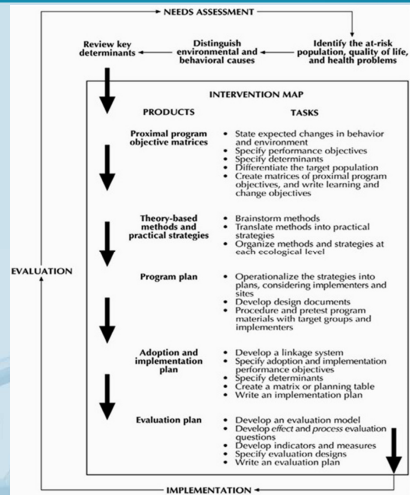 NEEDS ASSESSMENT
Review key
determinants
Distinguish
environmental and
behavioral causes
Identify the at-risk
population, quality of life,
and health problems
INTERVENTION MAP
PRODUCTS
TASKS
Proximal program
objective matrices
• State expected changes in behavior
and environment
• Specify performance objectives
• Specify determinants
• Differentiate the target population
• Create matrices of proximal program
objectives, and write learning and
change objectives
Theory-based
methods and
practical strategies
• Brainstorm methods
• Translate methods into practical
strategies
• Organize methods and strategies at
each ecological level
EVALUATION
Program plan
• Operationalize the strategies into
plans, considering implementers and
sites
• Develop design documents
• Procedure and pretest program
materials with target groups and
implementers
Adoption and
implementation
plan
• Develop a linkage system
• Specify adoption and implementation
performance objectives
• Specify determinants
• Create a matrix or planning table
• Write an implementation plan
Evaluation plan
• Develop an evaluation model
• Develop effect and process evaluation
questions
• Develop indicators and measures
• Specify evaluation designs
• Write an evaluation plan
IMPLEMENTATION